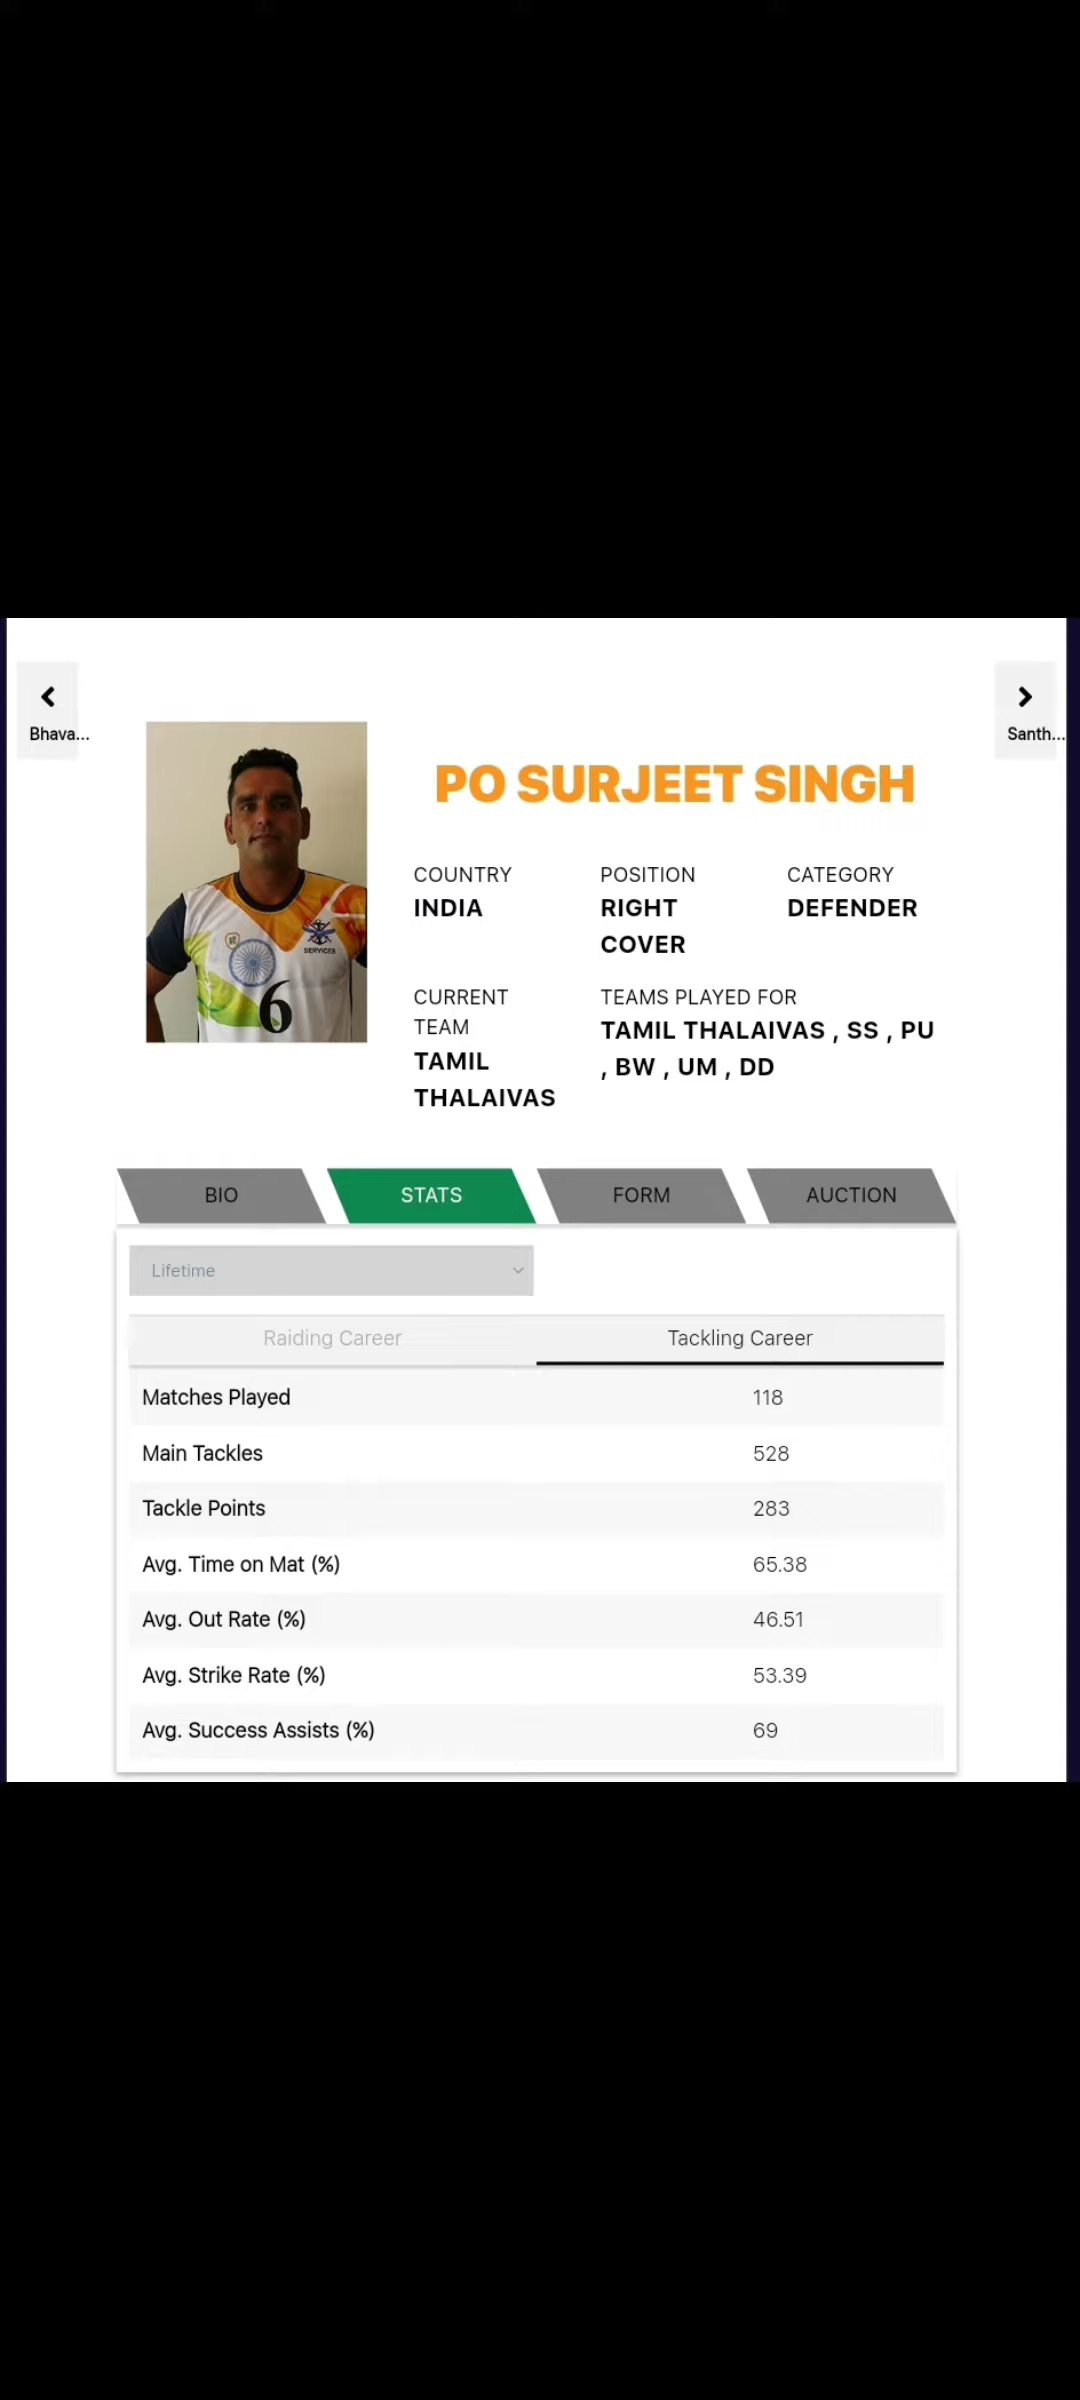 Bhava...
Santh...
PO SURJEET SINGH
COUNTRY
INDIA
POSITION
RIGHT
COVER
CATEGORY
DEFENDER
CURRENT
TEAM
TAMIL
THALAIVAS
TEAMS PLAYED FOR
TAMIL THALAIVAS , SS , PU
, BW , UM , DD
SERVICES
6
BIO STATS FORM AUCTION
Lifetime
Raiding Career Tackling Career
Matches Played 118
Main Tackles 528
Tackle Points 283
Avg. Time on Mat (%) 65.38
Avg. Out Rate (%) 46.51
Avg. Strike Rate (%) 53.39
Avg. Success Assists (%) 69